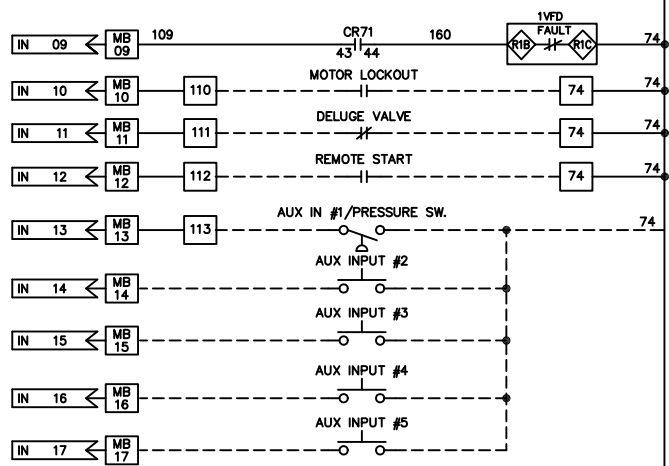 1VFD
FAULT
IN 09 MB 09 109 CR71 43 44 160 R1B R1C 74
MOTOR LOCKOUT
IN 10 MB 10 110 74 74
DELUGE VALVE
IN 11 MB 11 111 74 74
REMOTE START
IN 12 MB 12 112 74 74
AUX IN #1/PRESSURE SW.
IN 13 MB 13 113 74
AUX INPUT #2
IN 14 MB 14
AUX INPUT #3
IN 15 MB 15
AUX INPUT #4
IN 16 MB 16
AUX INPUT #5
IN 17 MB 17